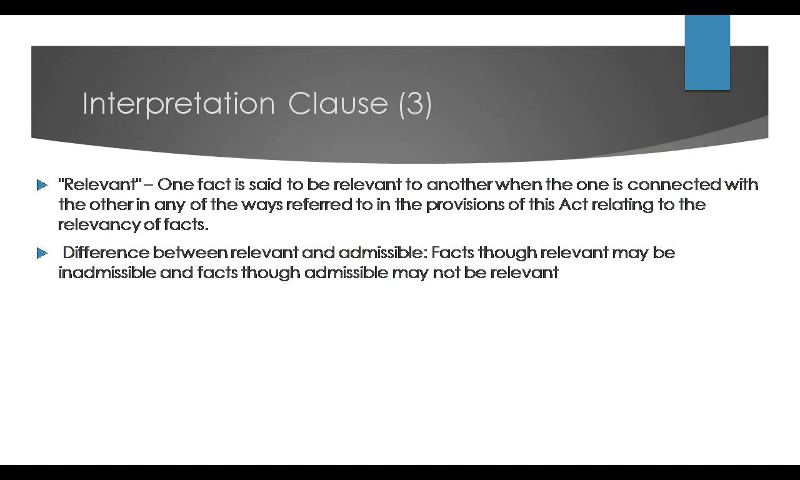 Interpretation Clause (3)
"Relevant" – One fact is said to be relevant to another when the one is connected with
the other in any of the ways referred to in the provisions of this Act relating to the
relevancy of facts.
Difference between relevant and admissible: Facts though relevant may be
inadmissible and facts though admissible may not be relevant